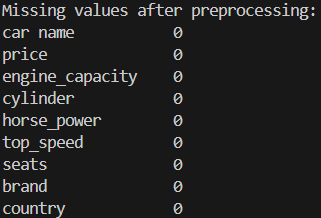 Missing values after preprocessing:
car name 0
price 0
engine_capacity 0
cylinder 0
horse_power 0
top_speed 0
seats 0
brand 0
country 0